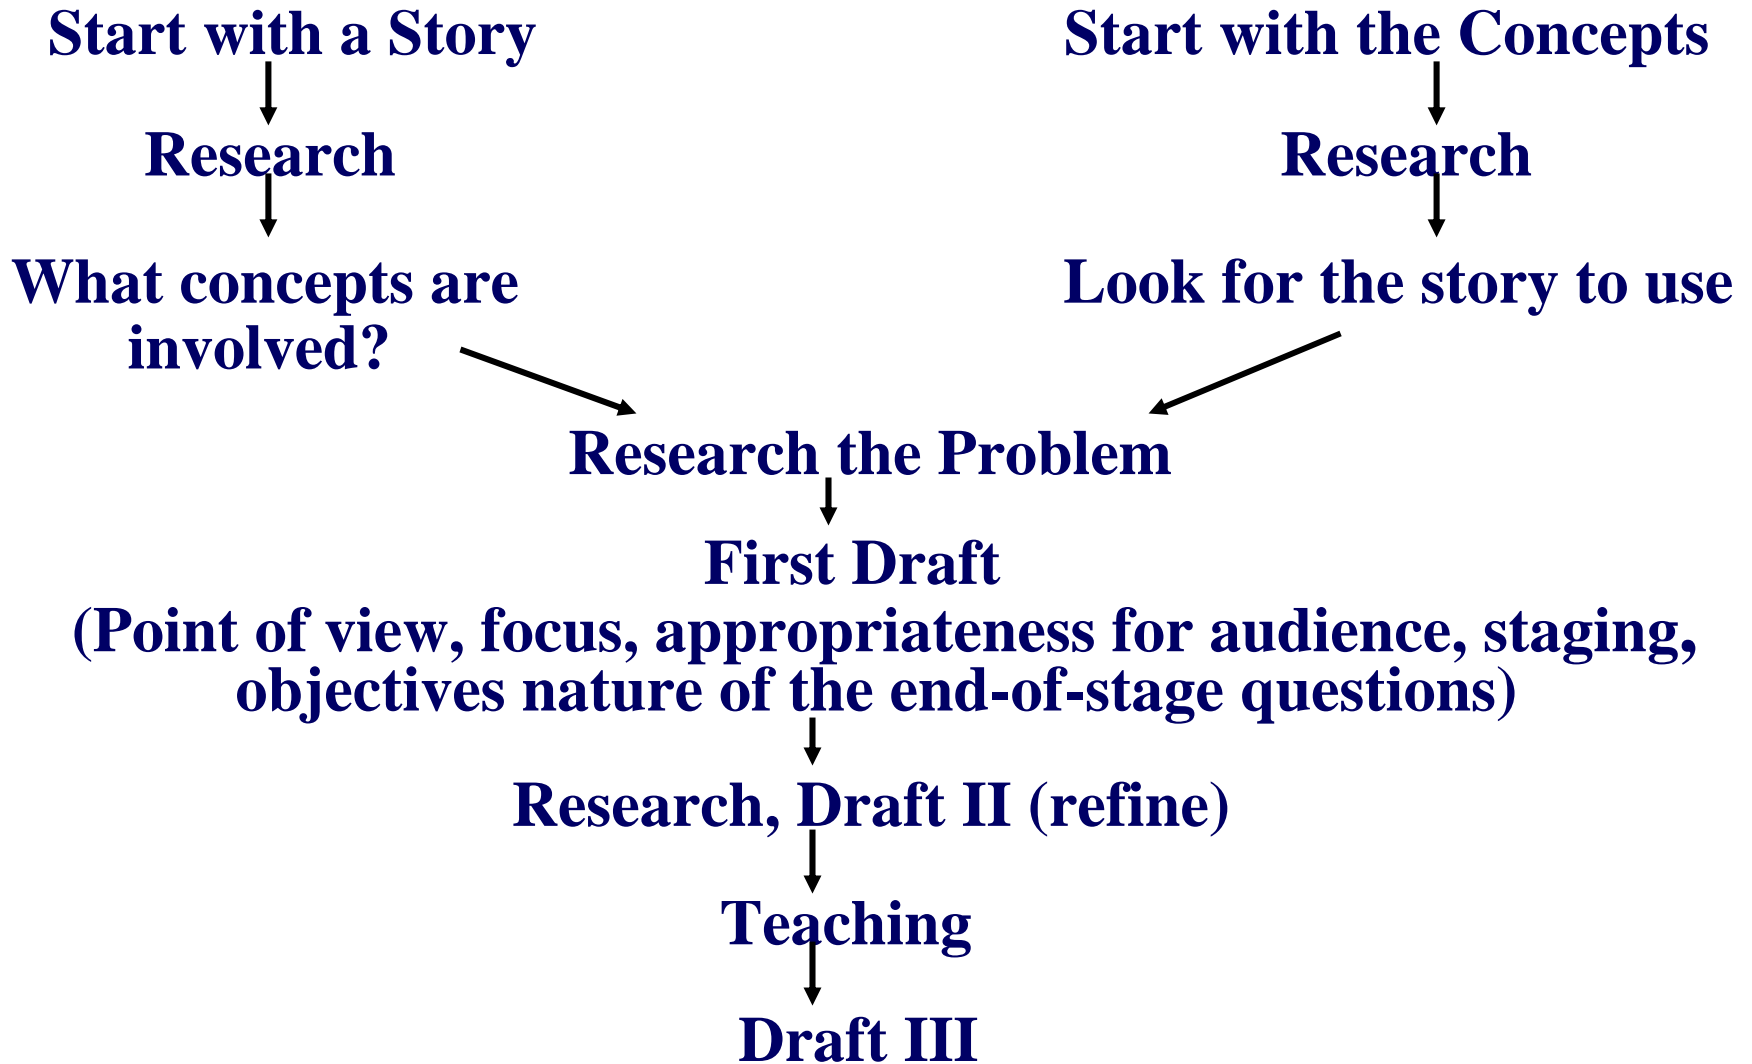 Start with a Story
Start with the Concepts
Research
Research
What concepts are
involved?
Look for the story to use
Research the Problem
First Draft
(Point of view, focus, appropriateness for audience, staging,
objectives nature of the end-of-stage questions)
Research, Draft II (refine)
Teaching
Draft III